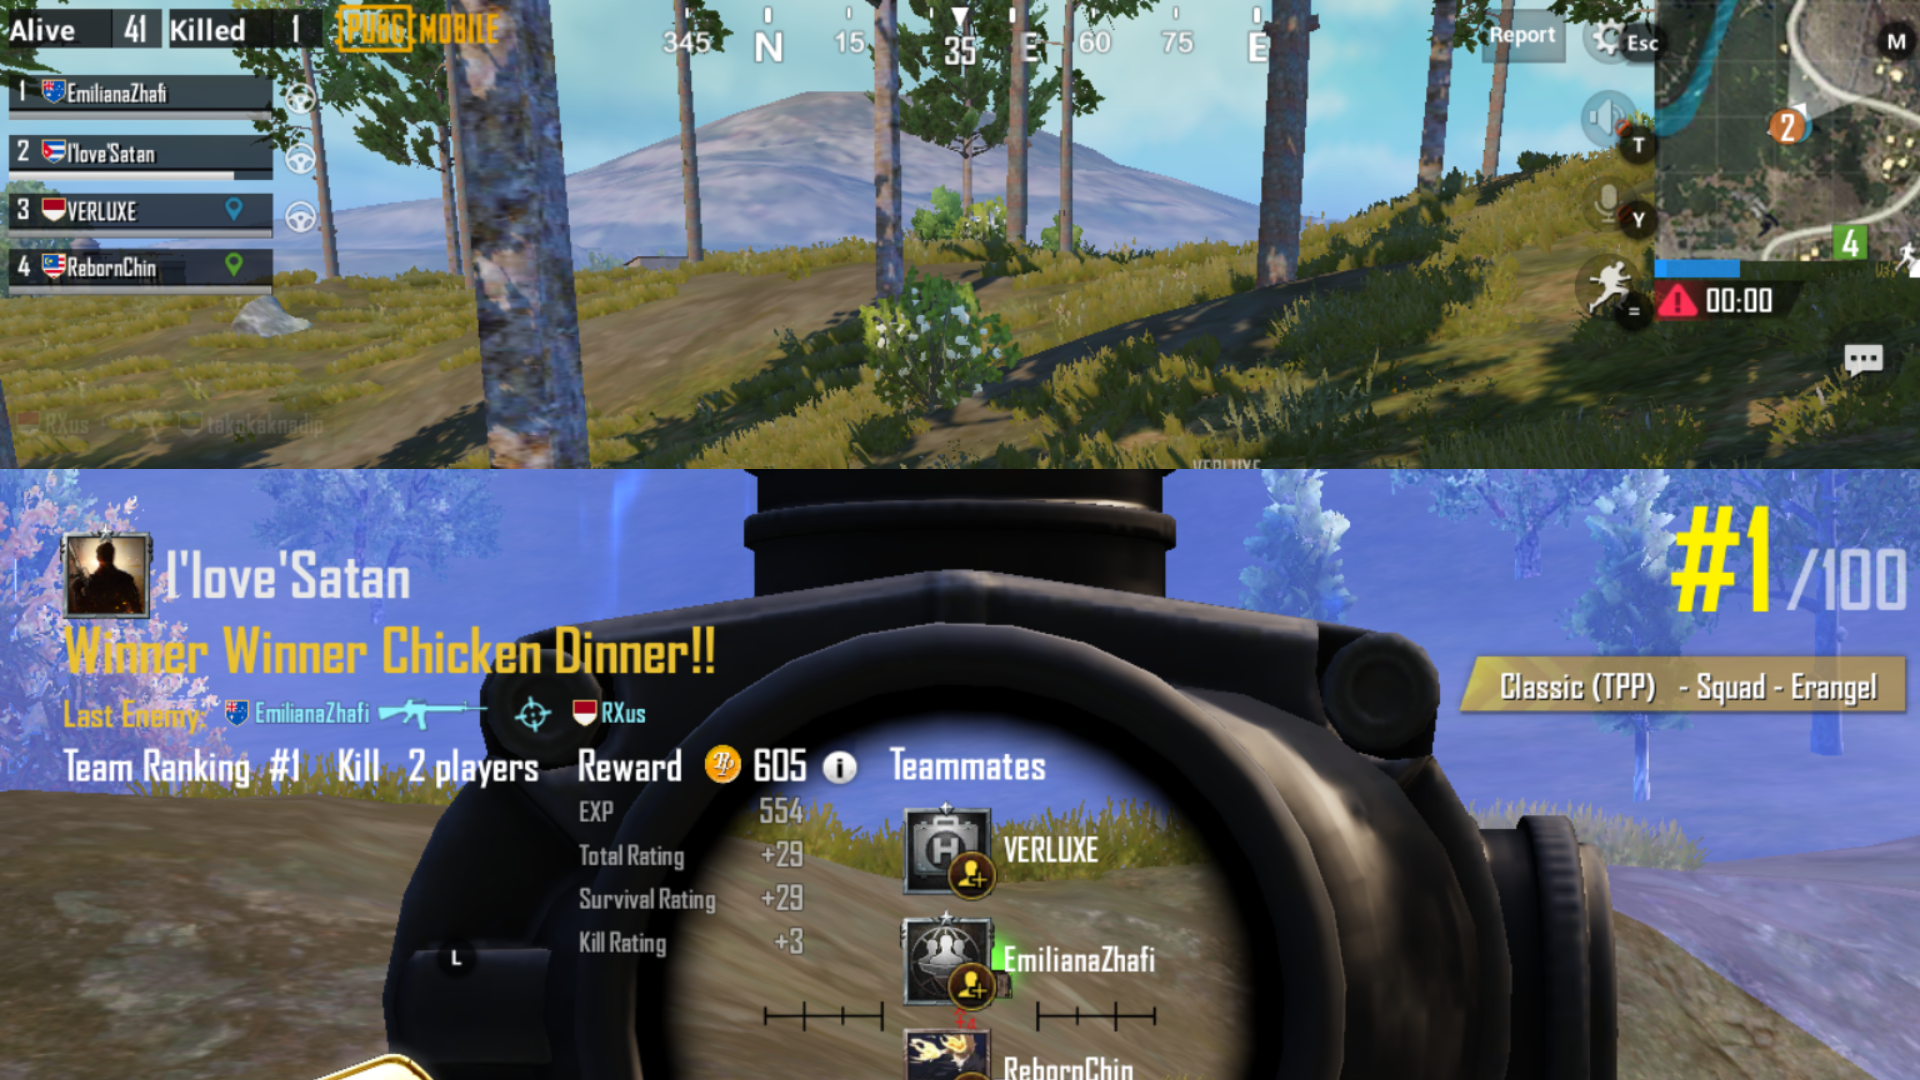 Alive 41 Killed 1 PUBG MOBILE
345 N 15 35 E 60 75 E
Report Esc M
1 EmilianaZhafi
2 I'love'Satan
3 VERLUXE
4 RebornChin
2
T
Y
4
=
00:00
RXus takokaknadip
VERLUXE
I'love'Satan
#1 /100
Winner Winner Chicken Dinner!!
Classic (TPP) - Squad - Erangel
Last Enemy: EmilianaZhafi RXus
Team Ranking #1 Kill 2 players Reward 605 Teammates
EXP 554
Total Rating +29
Survival Rating +29
Kill Rating +3
VERLUXE
L
EmilianaZhafi
RebornChin